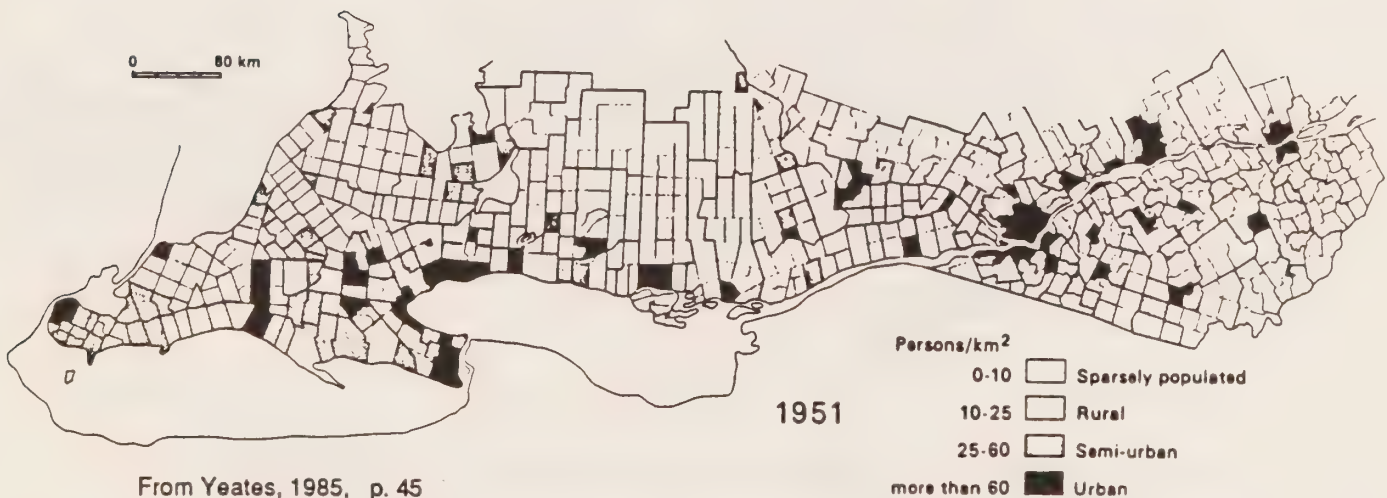 0 80 km
Persons/km²
0-10 Sparsely populated
10-25 Rural
1951
25-60 Semi-urban
more than 60 Urban
From Yeates, 1985, p. 45